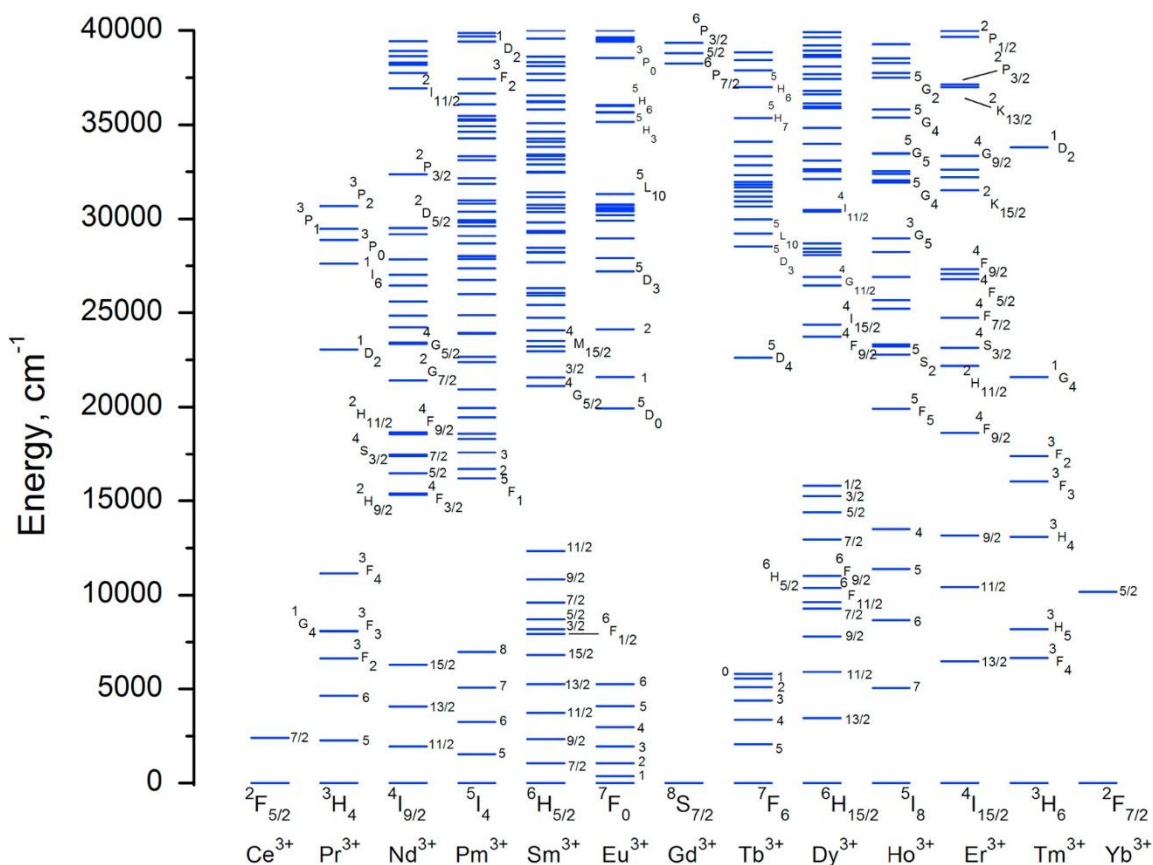 Energy, cm⁻¹
40000
35000
30000
25000
20000
15000
10000
5000
0
7/2
³P₂
³P₁
³P₀
¹I₆
¹D₂
³F₄
¹G₄
³F₃
³F₂
6
5
²I₁₁/₂
²P₃/₂
²D₅/₂
⁴G₅/₂
²G₇/₂
²H₁₁/₂
⁴F₉/₂
⁴S₃/₂
7/2
5/2
²H₉/₂
⁴F₃/₂
15/2
13/2
11/2
¹D₂
³F₂
3
2
⁵F₁
8
7
6
5
⁴M₁₅/₂
3/2
⁴G₅/₂
11/2
9/2
7/2
5/2
3/2
⁶F₁/₂
15/2
13/2
11/2
9/2
7/2
³P₀
⁵H₆
⁵H₃
⁵L₁₀
⁵D₃
2
1
⁵D₀
6
5
4
3
2
1
⁶P₃/₂
5/2
⁶P₇/₂
⁵H₆
⁵H₇
⁵L₁₀
⁵D₃
⁵D₄
0
1
2
3
4
5
⁴I₁₁/₂
⁴G₁₁/₂
⁴I₁₅/₂
⁴F₉/₂
1/2
3/2
5/2
7/2
⁶H₅/₂
⁶F₉/₂
⁶F₁₁/₂
7/2
9/2
11/2
13/2
⁵G₂
⁵G₄
⁵G₅
⁵G₄
³G₅
⁵S₂
⁵F₅
4
5
6
7
²P₁/₂
²P₃/₂
²K₁₃/₂
⁴G₉/₂
²K₁₅/₂
⁴F₉/₂
⁴F₅/₂
⁴F₇/₂
⁴S₃/₂
²H₁₁/₂
⁴F₉/₂
9/2
11/2
13/2
¹D₂
¹G₄
³F₂
³F₃
³H₄
³H₅
³F₄
5/2
²F₅/₂ ³H₄ ⁴I₉/₂ ⁵I₄ ⁶H₅/₂ ⁷F₀ ⁸S₇/₂ ⁷F₆ ⁶H₁₅/₂ ⁵I₈ ⁴I₁₅/₂ ³H₆ ²F₇/₂
Ce³⁺ Pr³⁺ Nd³⁺ Pm³⁺ Sm³⁺ Eu³⁺ Gd³⁺ Tb³⁺ Dy³⁺ Ho³⁺ Er³⁺ Tm³⁺ Yb³⁺